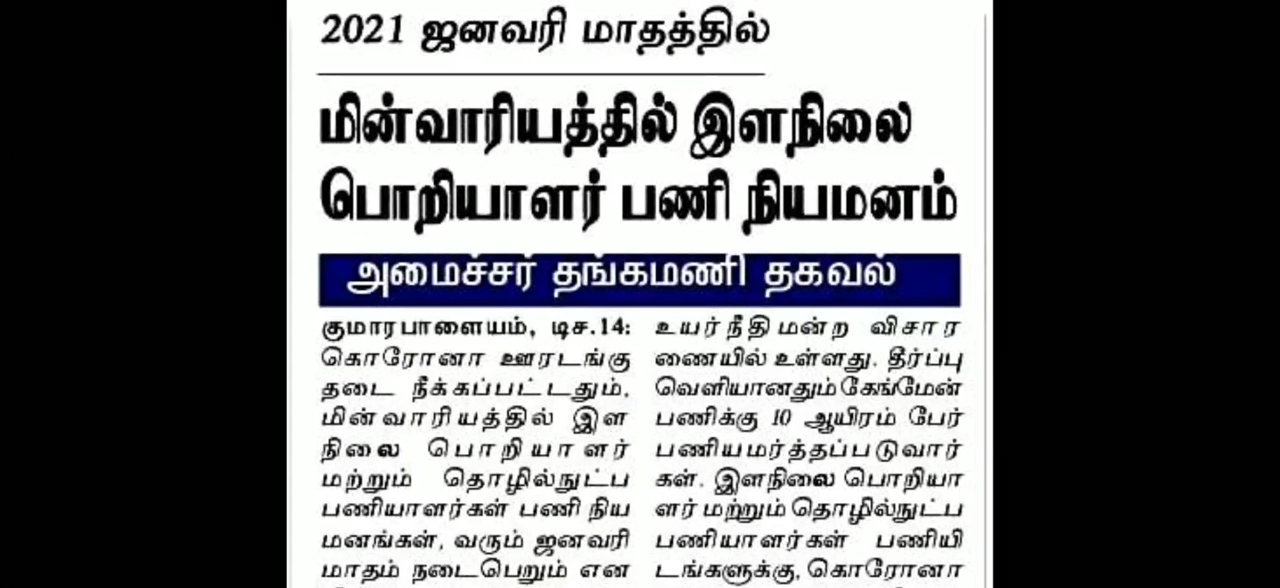 2021 ஜனவரி மாதத்தில்
மின்வாரியத்தில் இளநிலை
பொறியாளர் பணி நியமனம்
அமைச்சர் தங்கமணி தகவல்
குமாரபாளையம், டிச.14:
கொரோனா ஊரடங்கு
தடை நீக்கப்பட்டதும்,
மின்வாரியத்தில் இள
நிலை பொறியாளர்
மற்றும் தொழில்நுட்ப
பணியாளர்கள் பணி நிய
மனங்கள், வரும் ஜனவரி
மாதம் நடைபெறும் என
உயர்நீதிமன்ற விசார
ணையில் உள்ளது. தீர்ப்பு
வெளியானதும் கேங்மேன்
பணிக்கு 10 ஆயிரம் பேர்
பணியமர்த்தப்படுவார்
கள். இளநிலை பொறியா
ளர் மற்றும் தொழில்நுட்ப
பணியாளர்கள் பணியி
டங்களுக்கு, கொரோனா